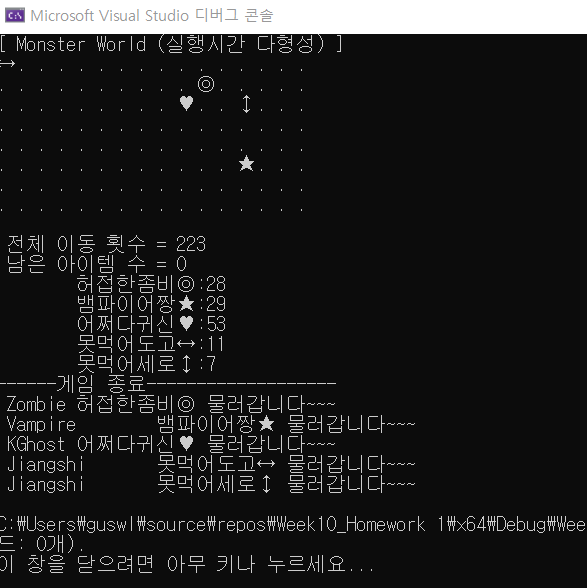 Microsoft Visual Studio 디버그 콘솔
[ Monster World (실행시간 다형성) ]
↔. . . . . . . . . . . . . . .
. . . . . . . . . . ◎. . . . .
. . . . . . . . . ♥. . ↕. . .
. . . . . . . . . . . . . . . .
. . . . . . . . . . . . . . . .
. . . . . . . . . . . . ★. . .
. . . . . . . . . . . . . . . .
. . . . . . . . . . . . . . . .
전체 이동 횟수 = 223
남은 아이템 수 = 0
허접한좀비◎:28
뱀파이어짱★:29
어쩌다귀신♥:53
못먹어도고↔:11
못먹어세로↕:7
------게임 종료-------------------
Zombie 허접한좀비◎ 물러갑니다~~~
Vampire 뱀파이어짱★ 물러갑니다~~~
KGhost 어쩌다귀신♥ 물러갑니다~~~
Jiangshi 못먹어도고↔ 물러갑니다~~~
Jiangshi 못먹어세로↕ 물러갑니다~~~
C:\Users\guswl\source\repos\Week10_Homework 1\x64\Debug\Wee
드: 0개).
이 창을 닫으려면 아무 키나 누르세요...